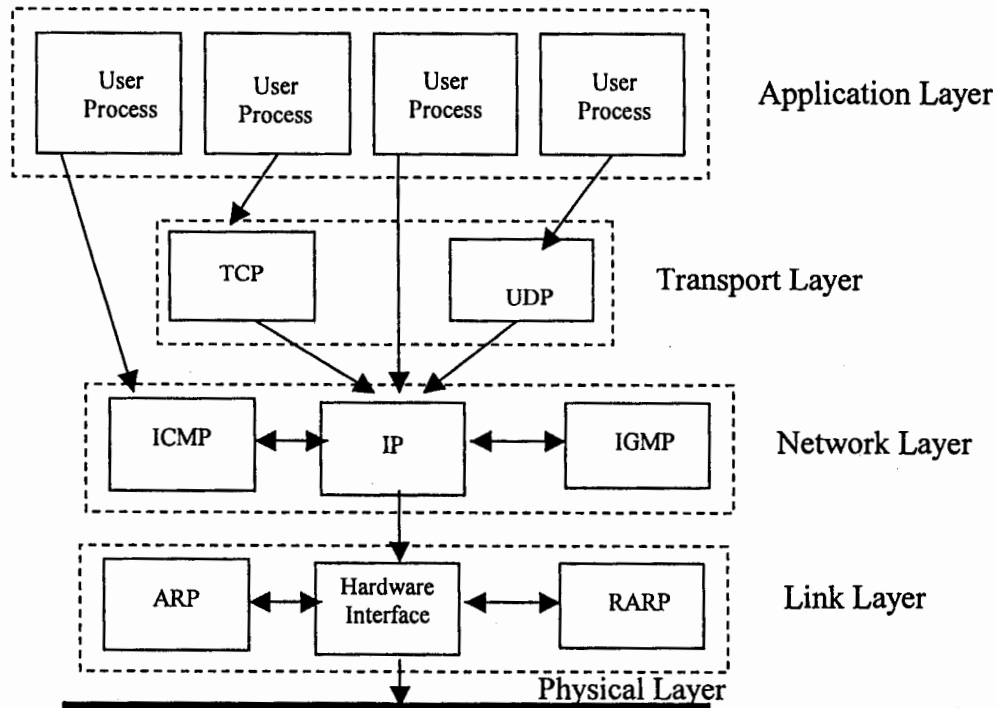 User
Process
User
Process
User
Process
User
Process
Application Layer
TCP
UDP
Transport Layer
ICMP
IP
IGMP
Network Layer
ARP
Hardware
Interface
RARP
Link Layer
Physical Layer